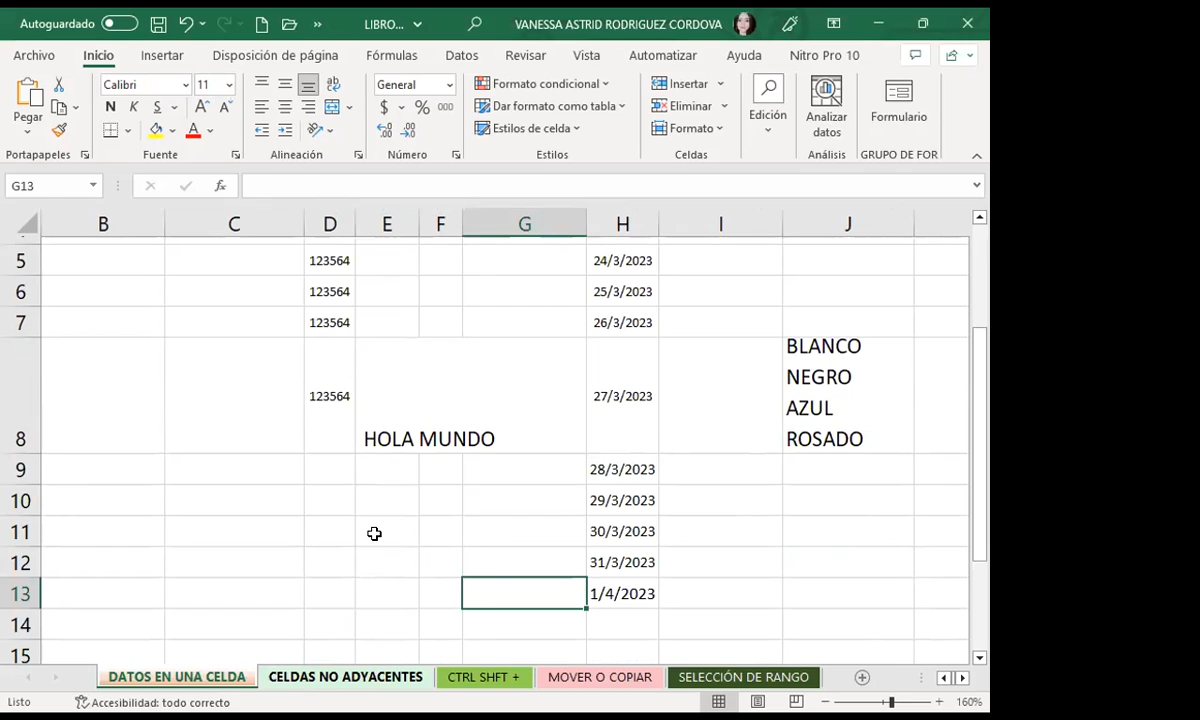 Autoguardado LIBRO... VANESSA ASTRID RODRIGUEZ CORDOVA
Archivo Inicio Insertar Disposición de página Fórmulas Datos Revisar Vista Automatizar Ayuda Nitro Pro 10
Pegar
Calibri 11
N K S A A
A
ab
General
$ % 000
Formato condicional
Dar formato como tabla
Estilos de celda
Insertar
Eliminar
Formato
Edición
Analizar datos
Formulario
Portapapeles Fuente Alineación Número Estilos Celdas Análisis GRUPO DE FOR
G13 fx
B C D E F G H I J
5 123564 24/3/2023
6 123564 25/3/2023
7 123564 26/3/2023
BLANCO
NEGRO
123564 27/3/2023
AZUL
8 HOLA MUNDO ROSADO
9 28/3/2023
10 29/3/2023
11 30/3/2023
12 31/3/2023
13 1/4/2023
14
15
DATOS EN UNA CELDA CELDAS NO ADYACENTES CTRL SHFT + MOVER O COPIAR SELECCIÓN DE RANGO
Listo Accesibilidad: todo correcto 160%